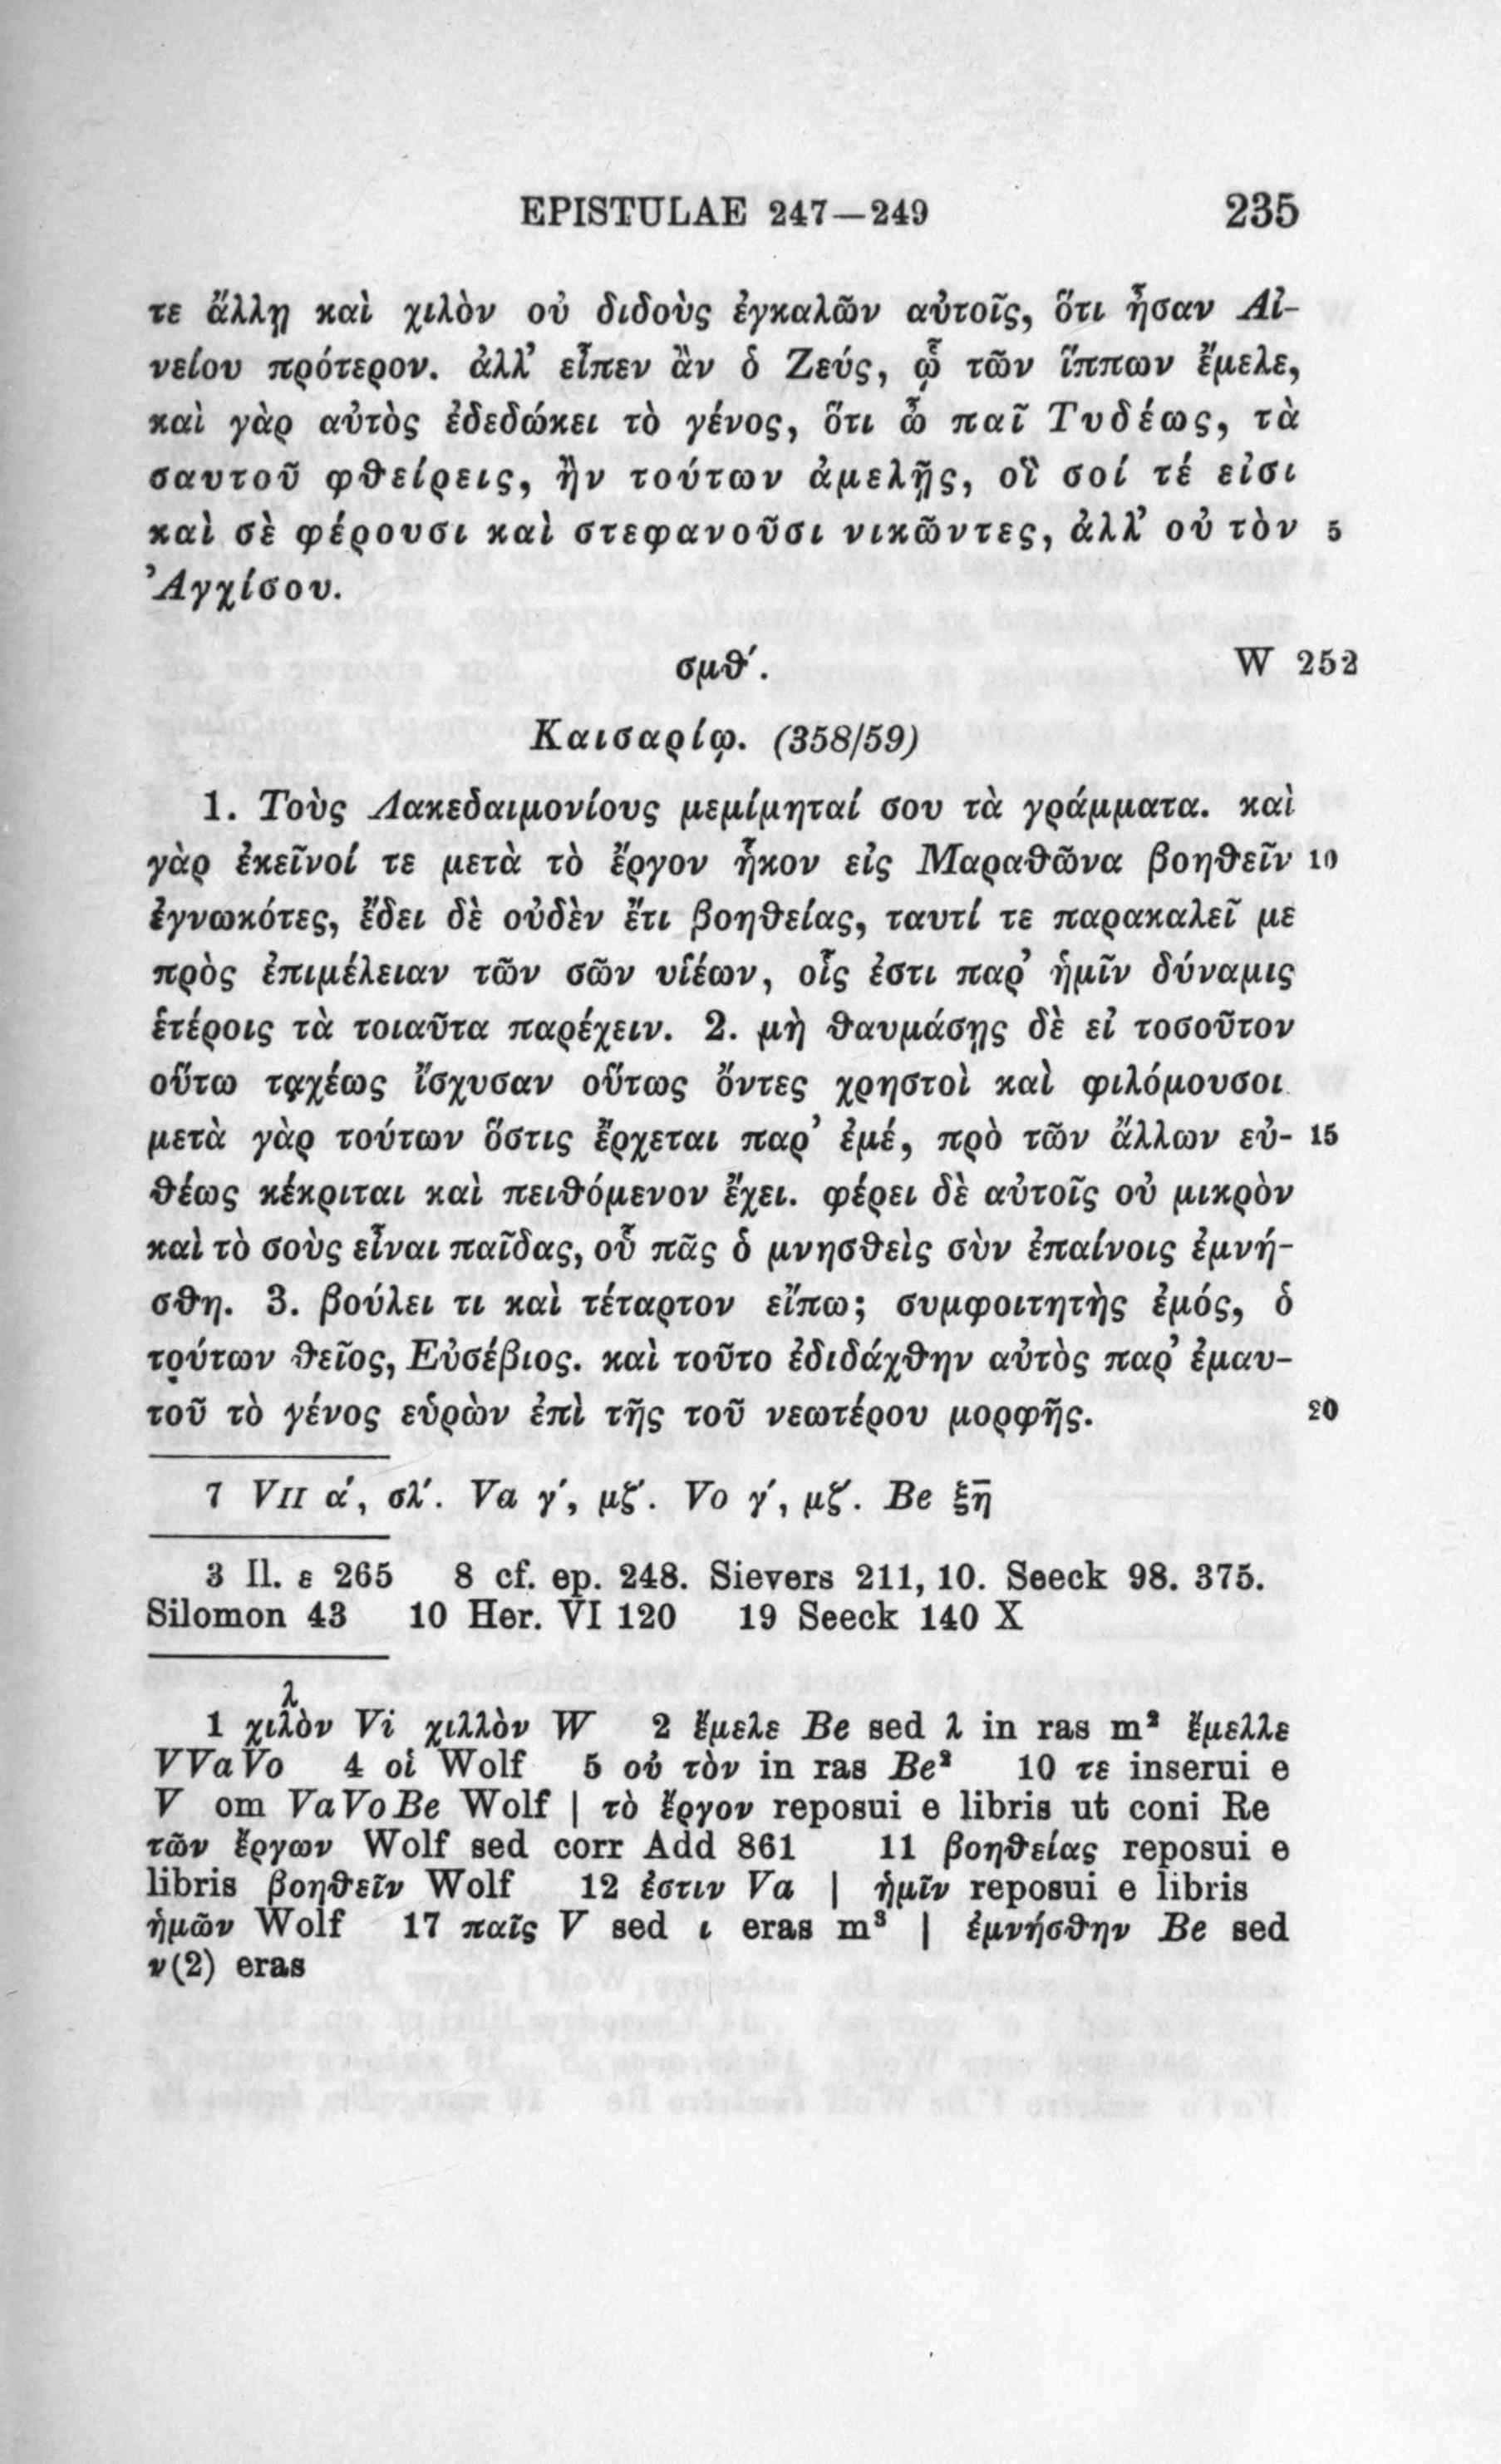 EPISTULAE 247—249 235
τε ἄλλῃ καὶ χιλὸν οὐ διδοὺς ἐγκαλῶν αὐτοῖς, ὅτι ἦσαν Αἰ-
νείου πρότερον. ἀλλ’ εἶπεν ἂν ὁ Ζεύς, ᾧ τῶν ἵππων ἔμελε,
καὶ γὰρ αὐτὸς ἐδεδώκει τὸ γένος, ὅτι ὦ παῖ Τυδέως, τὰ
σαυτοῦ φθείρεις, ἢν τούτων ἀμελῇς, οἵ σοί τέ εἰσι
καὶ σὲ φέρουσι καὶ στεφανοῦσι νικῶντες, ἀλλ’ οὐ τὸν 5
Ἀγχίσου.
σμθ′. W 252
Καισαρίῳ. (358/59)
1. Τοὺς Λακεδαιμονίους μεμίμηταί σου τὰ γράμματα. καὶ
γὰρ ἐκεῖνοί τε μετὰ τὸ ἔργον ἧκον εἰς Μαραθῶνα βοηθεῖν 10
ἐγνωκότες, ἔδει δὲ οὐδὲν ἔτι βοηθείας, ταυτί τε παρακαλεῖ με
πρὸς ἐπιμέλειαν τῶν σῶν υἱέων, οἷς ἐστι παρ’ ἡμῖν δύναμις
ἑτέροις τὰ τοιαῦτα παρέχειν. 2. μὴ θαυμάσῃς δὲ εἰ τοσοῦτον
οὕτω ταχέως ἴσχυσαν οὕτως ὄντες χρηστοὶ καὶ φιλόμουσοι.
μετὰ γὰρ τούτων ὅστις ἔρχεται παρ’ ἐμέ, πρὸ τῶν ἄλλων εὐ- 15
θέως κέκριται καὶ πειθόμενον ἔχει. φέρει δὲ αὐτοῖς οὐ μικρὸν
καὶ τὸ σοὺς εἶναι παῖδας, οὗ πᾶς ὁ μνησθεὶς σὺν ἐπαίνοις ἐμνή-
σθη. 3. βούλει τι καὶ τέταρτον εἴπω; συμφοιτητὴς ἐμός, ὁ
τούτων θεῖος, Εὐσέβιος. καὶ τοῦτο ἐδιδάχθην αὐτὸς παρ’ ἐμαυ-
τοῦ τὸ γένος εὑρὼν ἐπὶ τῆς τοῦ νεωτέρου μορφῆς. 20
7 VII α′, σλ′. Va γ′, μζ′. Vo γ′, μζ′. Be ξη̅
3 Il. ε 265 8 cf. ep. 248. Sievers 211, 10. Seeck 98. 375.
Silomon 43 10 Her. VI 120 19 Seeck 140 X
λ
1 χιλὸν Vi χιλλὸν W 2 ἔμελε Be sed λ in ras m² ἔμελλε
VVaVo 4 οἱ Wolf 5 οὐ τὸν in ras Be² 10 τε inserui e
V om VaVoBe Wolf | τὸ ἔργον reposui e libris ut coni Re
τῶν ἔργων Wolf sed corr Add 861 11 βοηθείας reposui e
libris βοηθεῖν Wolf 12 ἐστιν Va | ἡμῖν reposui e libris
ἡμῶν Wolf 17 παῖς V sed ι eras m³ | ἐμνήσθην Be sed
ν(2) eras